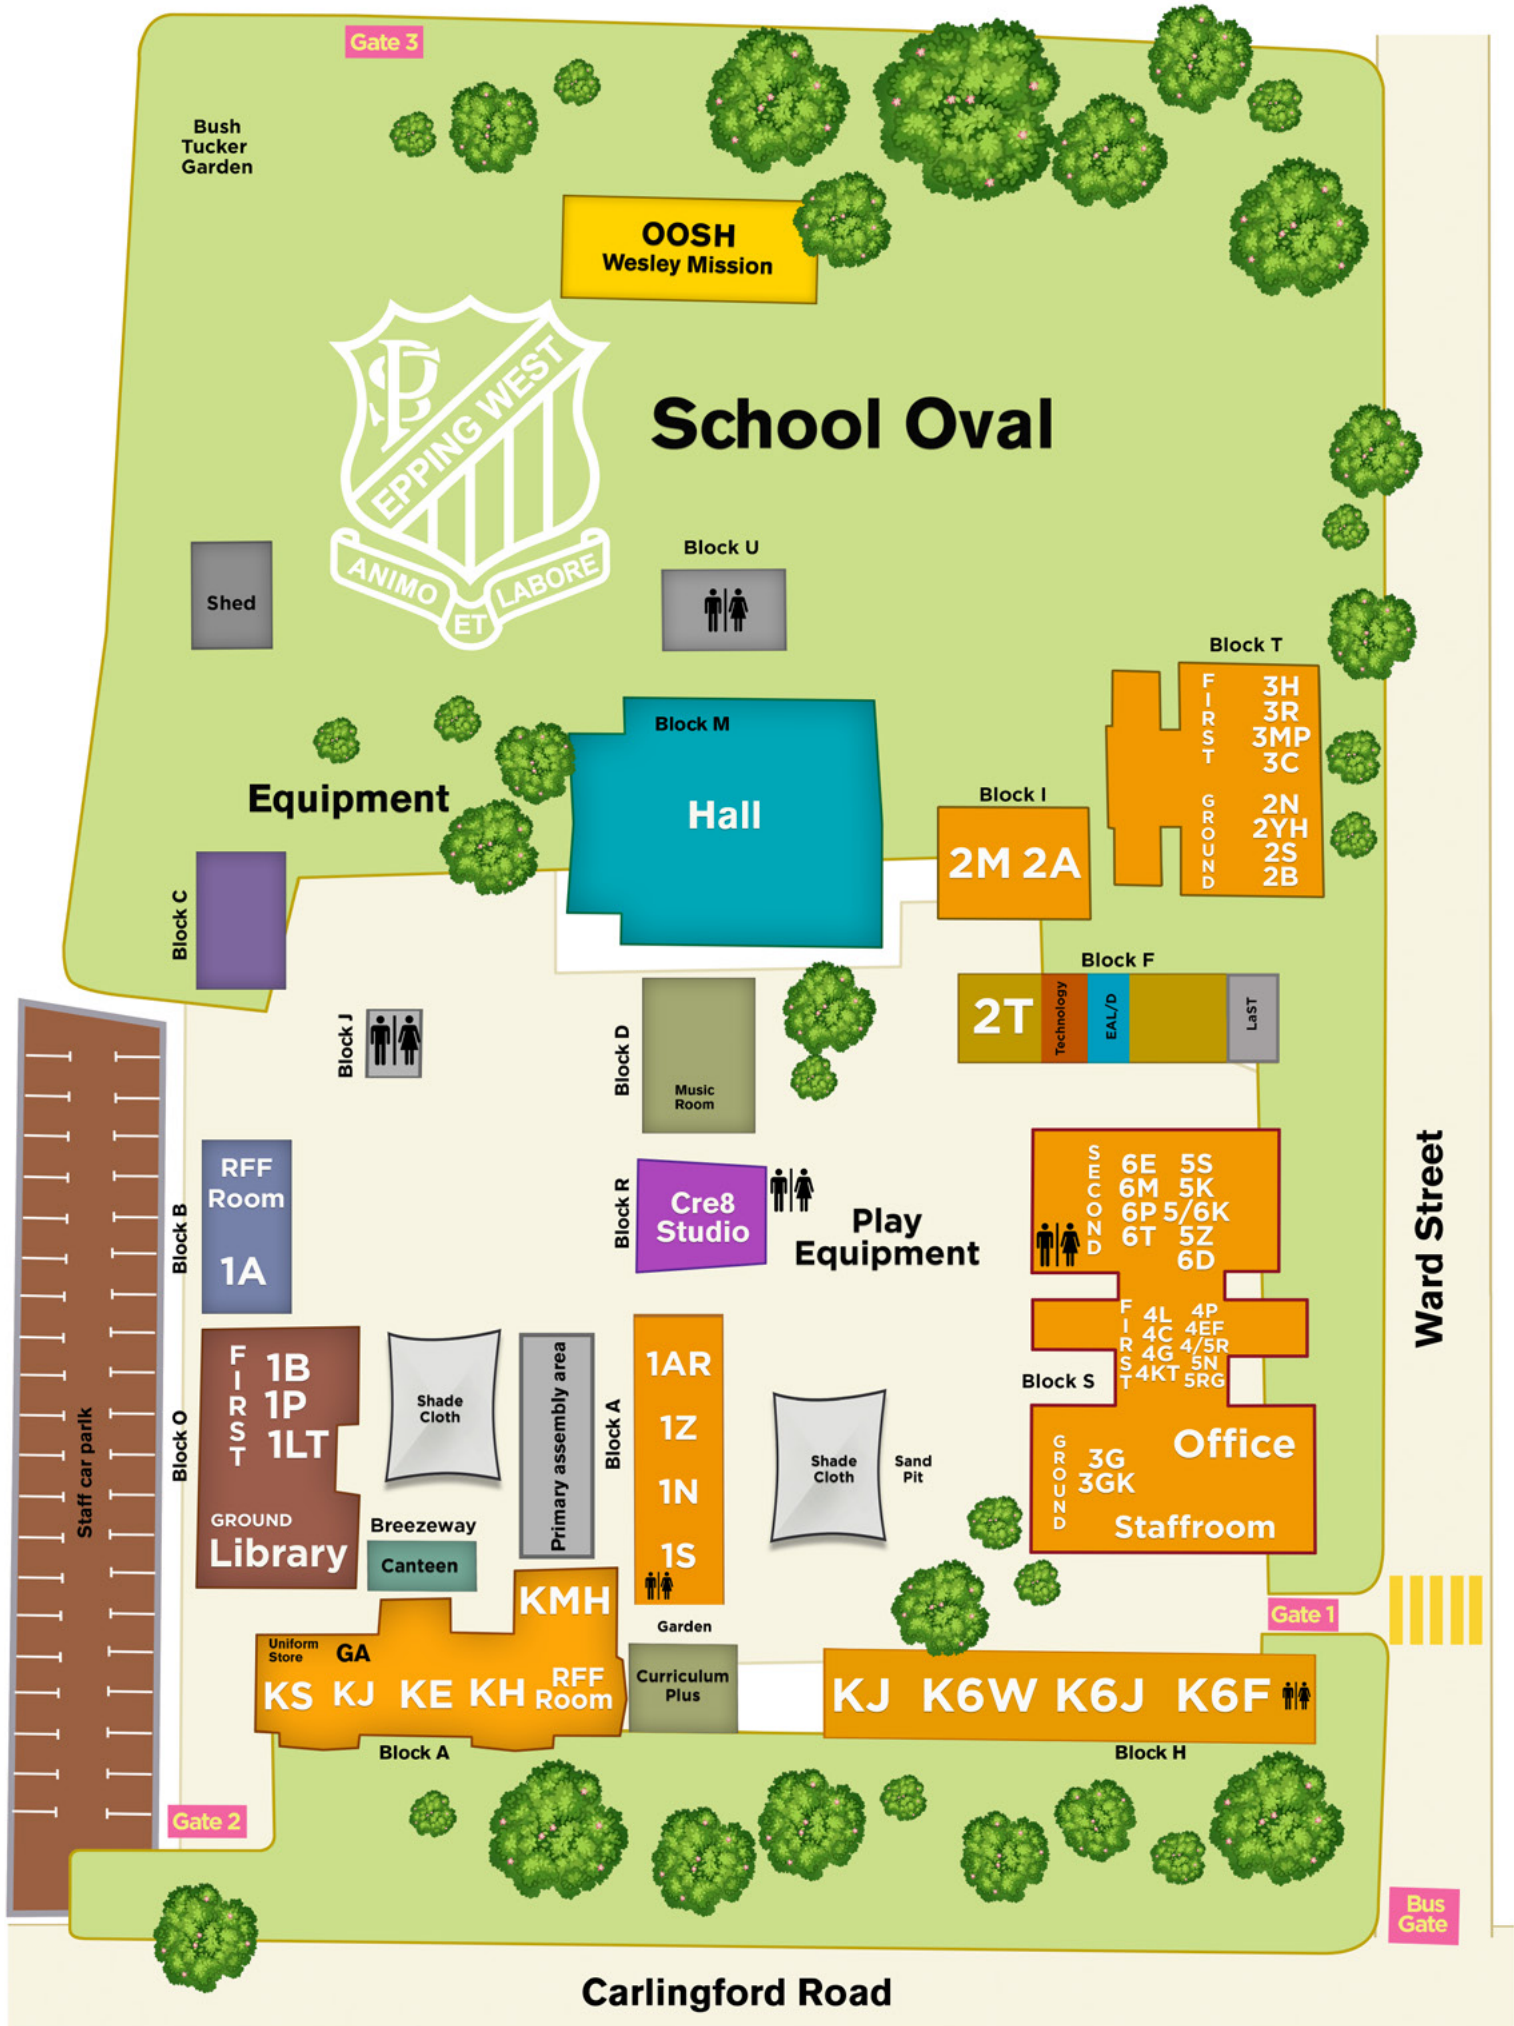 Gate 3
Bush
Tucker
Garden
OOSH
Wesley Mission
SP
EPPING WEST
ANIMO
ET
LABORE
School Oval
Shed
Block U
Block T
FIRST
3H
3R
3MP
3C
GROUND
2N
2YH
2S
2B
Block M
Hall
Equipment
Block I
2M 2A
Block C
Block F
2T
Technology
EAL/D
LaST
Block J
Block D
Music
Room
Block B
RFF
Room
1A
Block R
Cre8
Studio
Play
Equipment
SECOND
6E 5S
6M 5K
6P 5/6K
6T 5Z
6D
FIRST
4L 4P
4C 4EF
4G 4/5R
4KT 5N
5RG
Block S
GROUND
3G
3GK
Office
Staffroom
Ward Street
Staff car park
Block O
FIRST
1B
1P
1LT
GROUND
Library
Shade
Cloth
Primary assembly area
Block A
1AR
1Z
1N
1S
Shade
Cloth
Sand
Pit
Breezeway
Canteen
Gate 1
KMH
Uniform
Store
GA
KS KJ KE KH RFF
Room
Block A
Garden
Curriculum
Plus
KJ K6W K6J K6F
Block H
Gate 2
Bus
Gate
Carlingford Road